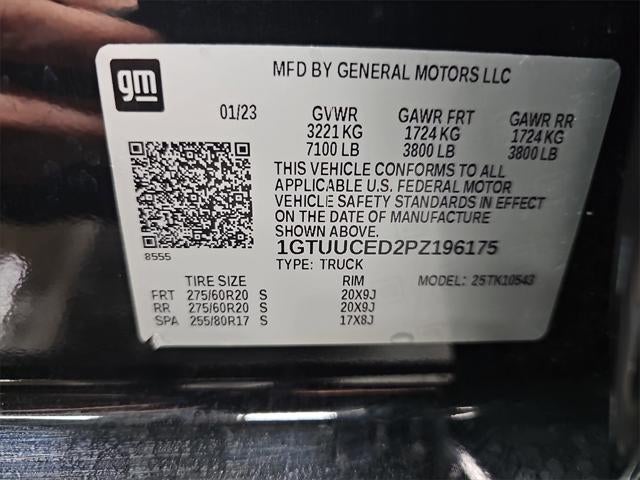 gm
MFD BY GENERAL MOTORS LLC
01/23 GVWR GAWR FRT GAWR RR
3221 KG 1724 KG 1724 KG
7100 LB 3800 LB 3800 LB
THIS VEHICLE CONFORMS TO ALL
APPLICABLE U.S. FEDERAL MOTOR
VEHICLE SAFETY STANDARDS IN EFFECT
ON THE DATE OF MANUFACTURE
SHOWN ABOVE.
8555 1GTUUCED2PZ196175
TYPE: TRUCK
TIRE SIZE RIM MODEL: 25TK10543
FRT 275/60R20 S 20X9J
RR 275/60R20 S 20X9J
SPA 255/80R17 S 17X8J